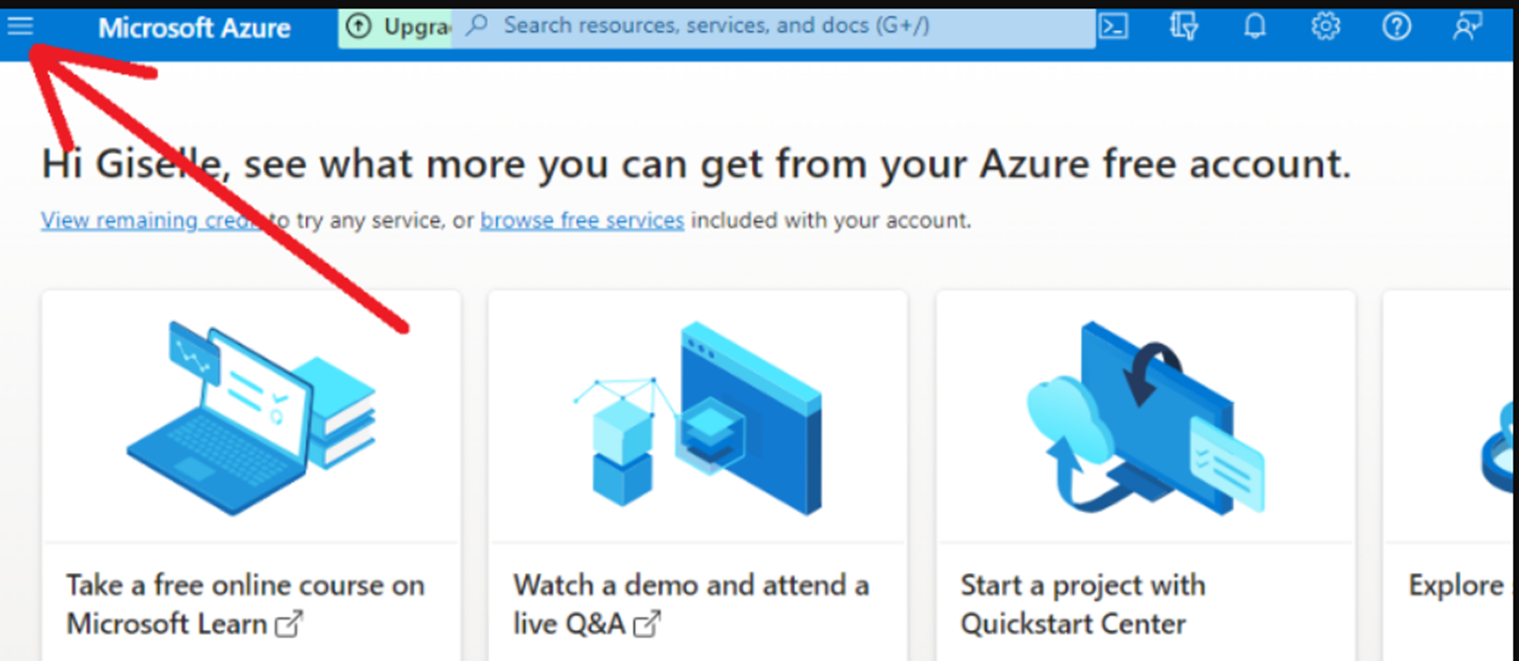 Microsoft Azure
Upgra
Search resources, services, and docs (G+/)
Hi Giselle, see what more you can get from your Azure free account.
View remaining credit to try any service, or browse free services included with your account.
Take a free online course on
Microsoft Learn
Watch a demo and attend a
live Q&A
Start a project with
Quickstart Center
Explore